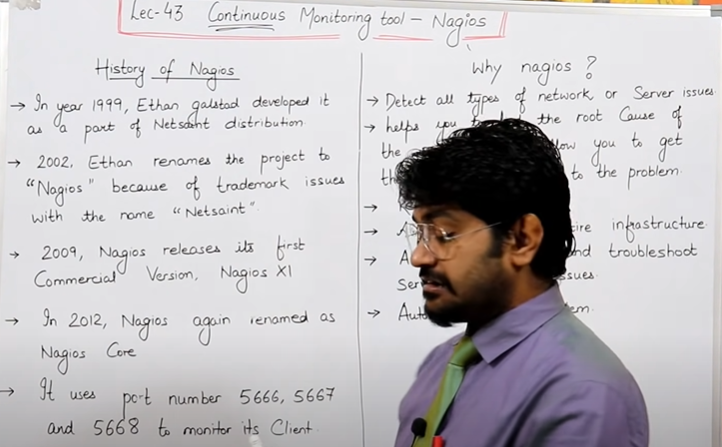 Lec-43 Continuous Monitoring tool - Nagios
History of Nagios
→ In year 1999, Ethan galstad developed it
as a part of Netsaint distribution.
→ 2002, Ethan renames the project to
"Nagios" because of trademark issues
with the name "Netsaint".
→ 2009, Nagios releases its first
Commercial Version, Nagios XI
→ In 2012, Nagios again renamed as
Nagios Core
→ It uses port number 5666, 5667
and 5668 to monitor its Client.
Why nagios?
→ Detect all types of network or Server issues.
→ helps you the root Cause of
the you to get
to the problem.
infrastructure.
and troubleshoot
Ser sues.
→ Auto em.